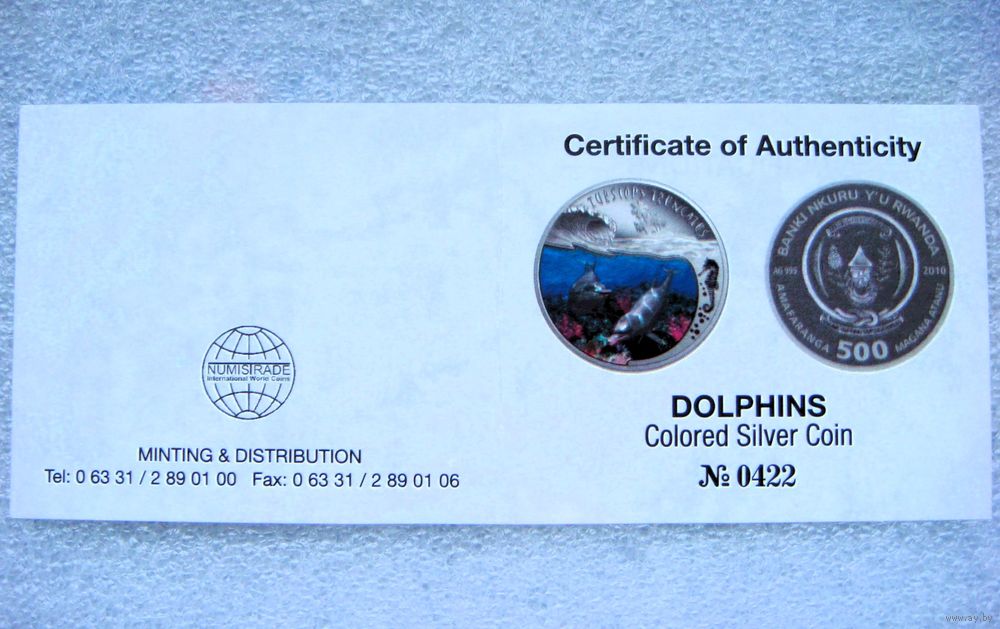 NUMISTRADE
International World Coins
MINTING & DISTRIBUTION
Tel: 0 63 31 / 2 89 01 00 Fax: 0 63 31 / 2 89 01 06
Certificate of Authenticity
TURSIOPS TRUNCATUS
BANKI NKURU Y'U RWANDA
AG 999 2010
AMAFARANGA 500 MAGANA ATANU
DOLPHINS
Colored Silver Coin
№ 0422
www.ay.by